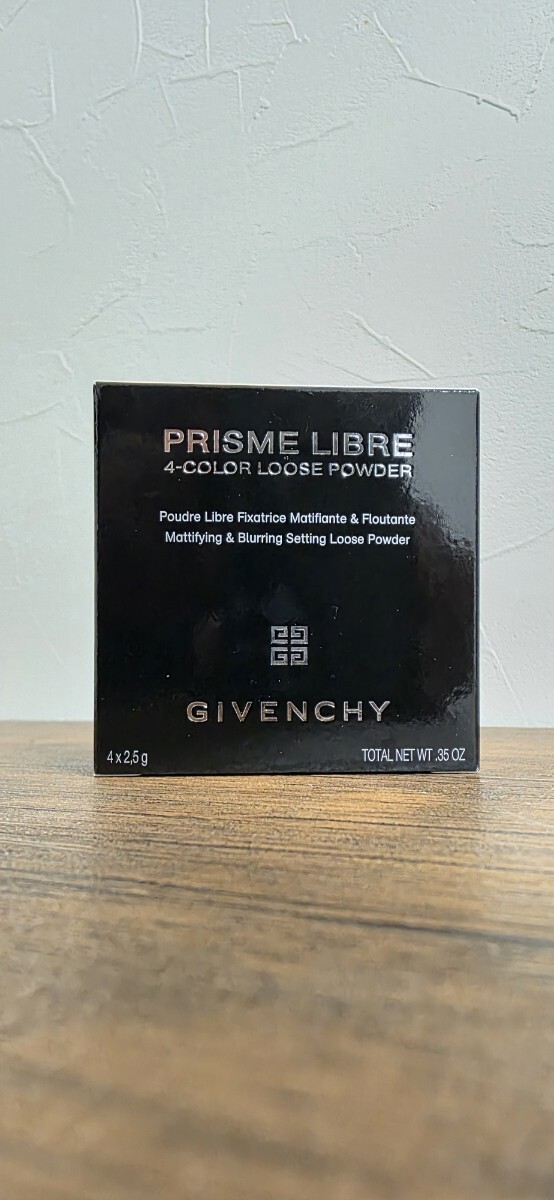 PRISME LIBRE
4-COLOR LOOSE POWDER
Poudre Libre Fixatrice Matifiante & Floutante
Mattifying & Blurring Setting Loose Powder
GIVENCHY
4 x 2,5 g
TOTAL NET WT .35 OZ